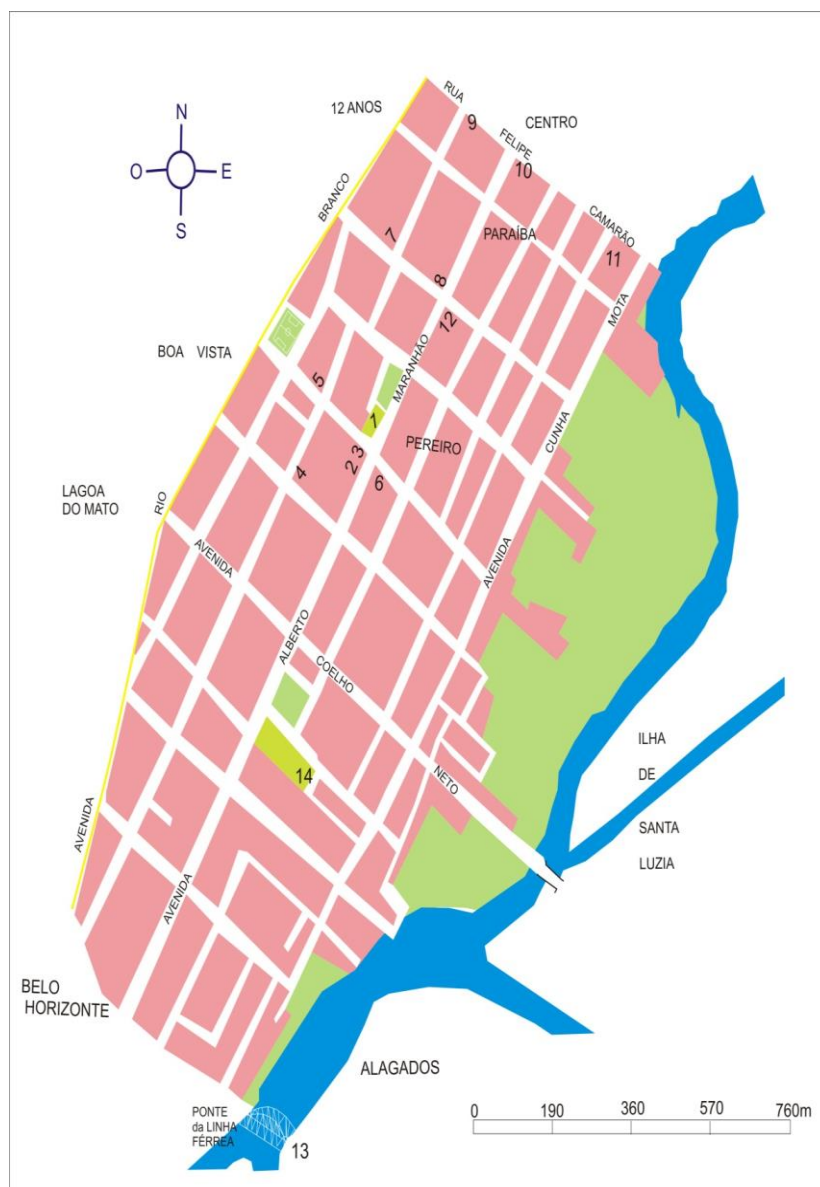 RUA
12 ANOS
CENTRO
9
FELIPE
10
N
O
E
S
BRANCO
CAMARÃO
7
PARAÍBA
11
8
MOTA
12
MARANHÃO
BOA VISTA
5
1
CUNHA
3
PEREIRO
2
4
6
LAGOA
DO MATO
RIO
AVENIDA
AVENIDA
ALBERTO
COELHO
14
NETO
ILHA
DE
SANTA
LUZIA
AVENIDA
AVENIDA
BELO
HORIZONTE
ALAGADOS
PONTE
da LINHA
FÉRREA
13
0 190 360 570 760m